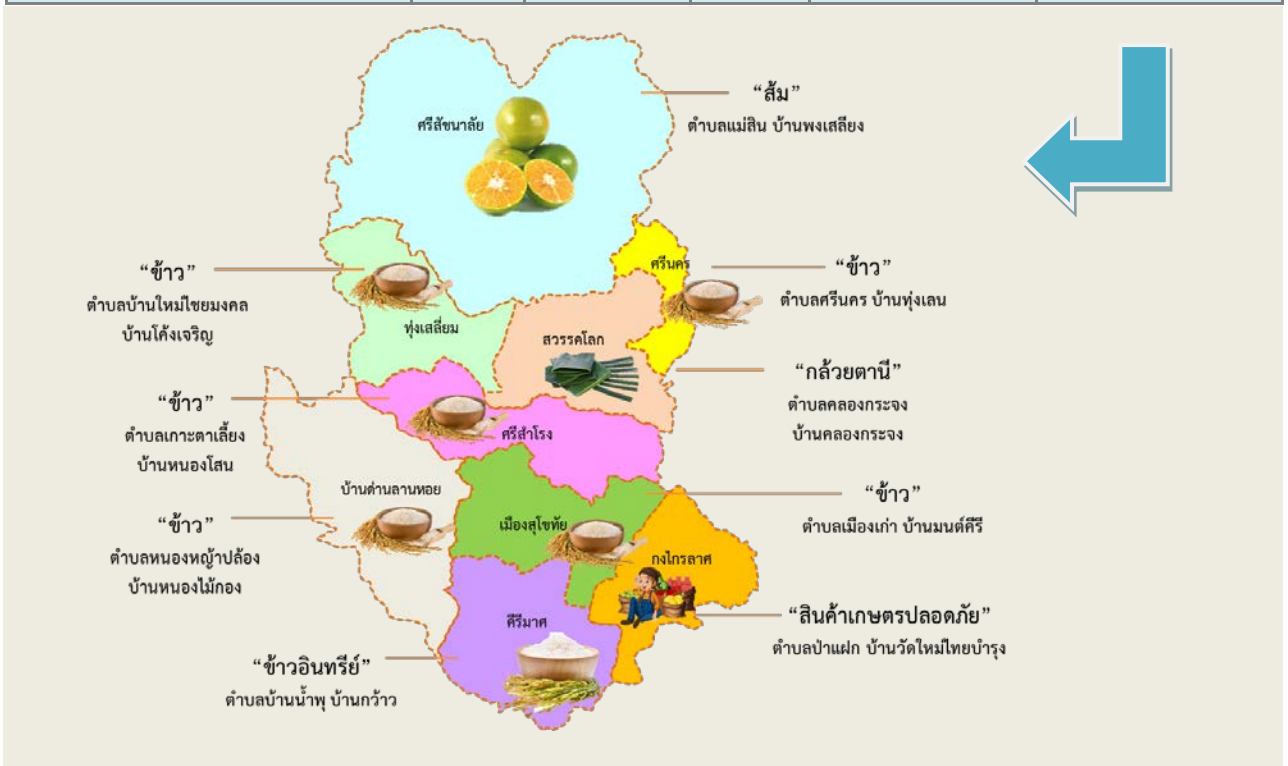 “ส้ม”
ตำบลแม่สิน บ้านพงเสลียง
ศรีสัชนาลัย
“ข้าว”
ตำบลบ้านใหม่ไชยมงคล
บ้านโค้งเจริญ
ศรีนคร
“ข้าว”
ตำบลศรีนคร บ้านทุ่งเลน
ทุ่งเสลี่ยม
สวรรคโลก
“กล้วยตานี”
ตำบลคลองกระจง
บ้านคลองกระจง
“ข้าว”
ตำบลเกาะตาเลี้ยง
บ้านหนองโสน
ศรีสำโรง
บ้านด่านลานหอย
“ข้าว”
ตำบลหนองหญ้าปล้อง
บ้านหนองไม้กอง
เมืองสุโขทัย
“ข้าว”
ตำบลเมืองเก่า บ้านมนต์คีรี
กงไกรลาศ
“สินค้าเกษตรปลอดภัย”
ตำบลป่าแฝก บ้านวัดใหม่ไทยบำรุง
คีรีมาศ
“ข้าวอินทรีย์”
ตำบลบ้านน้ำพุ บ้านกว้าว